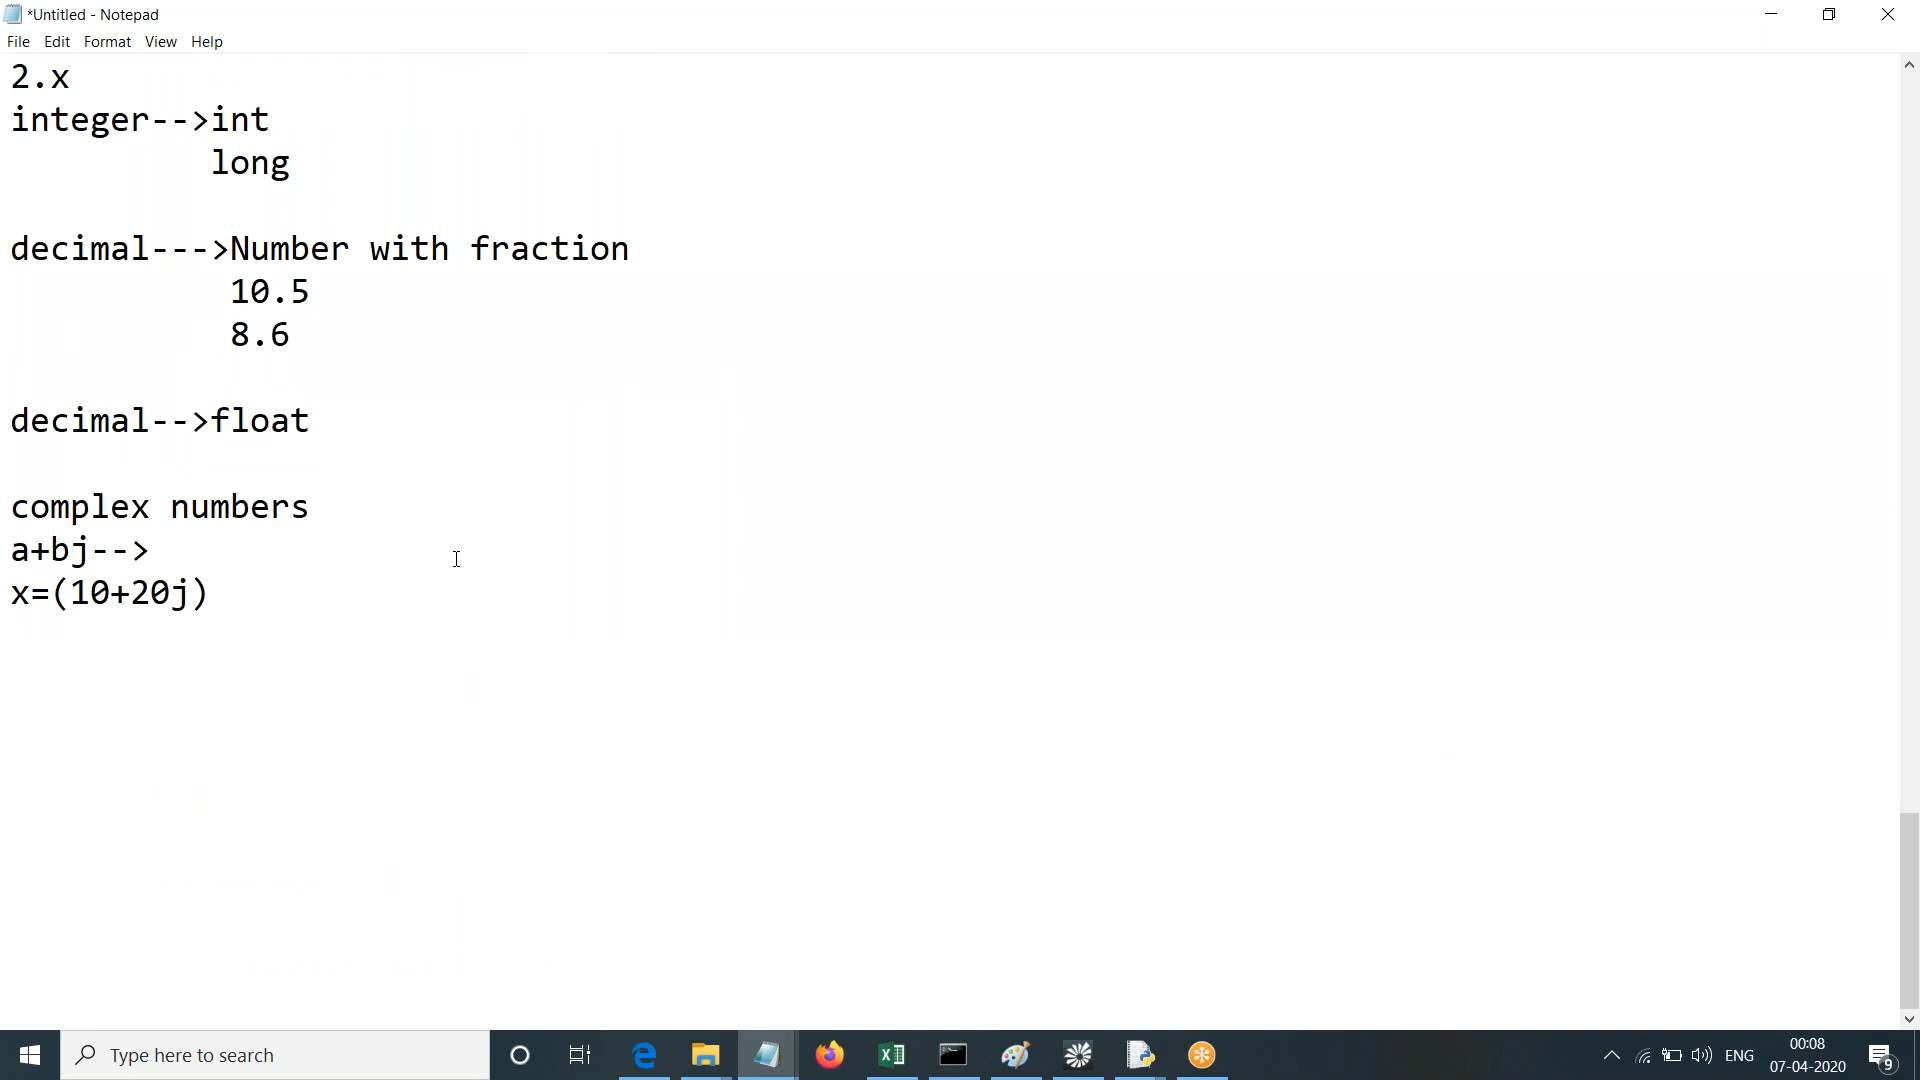 *Untitled - Notepad
File Edit Format View Help
2.x
integer-->int
long
decimal--->Number with fraction
10.5
8.6
decimal-->float
complex numbers
a+bj-->
x=(10+20j)
Type here to search
ENG
00:08
07-04-2020
9